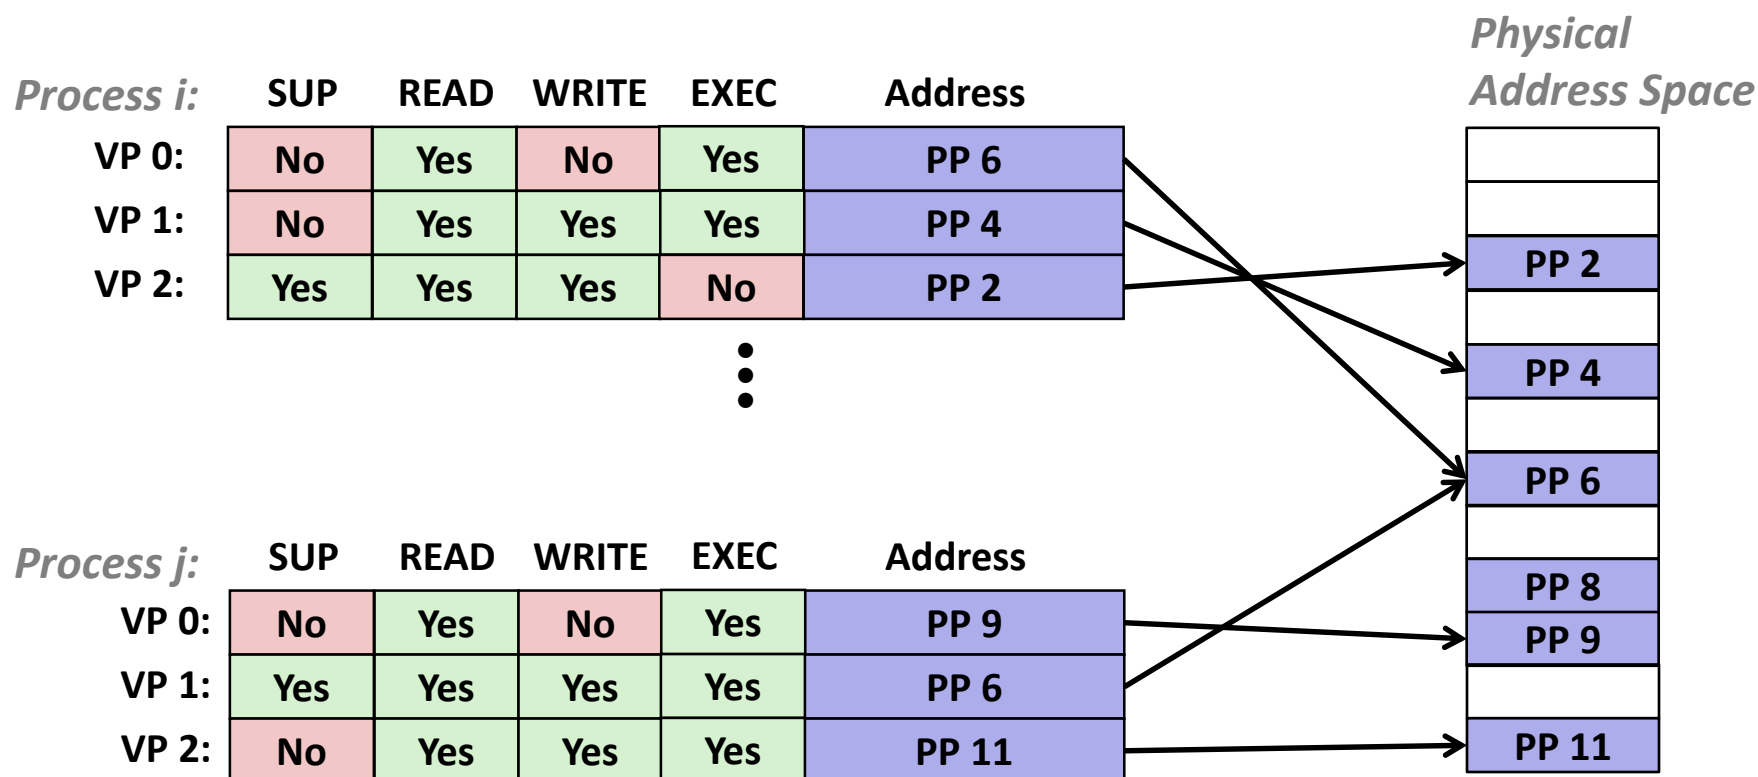 Physical
Address Space
Process i: SUP READ WRITE EXEC Address
VP 0: No Yes No Yes PP 6
VP 1: No Yes Yes Yes PP 4
PP 2
VP 2: Yes Yes Yes No PP 2
PP 4
PP 6
Process j: SUP READ WRITE EXEC Address
PP 8
VP 0: No Yes No Yes PP 9
PP 9
VP 1: Yes Yes Yes Yes PP 6
VP 2: No Yes Yes Yes PP 11
PP 11